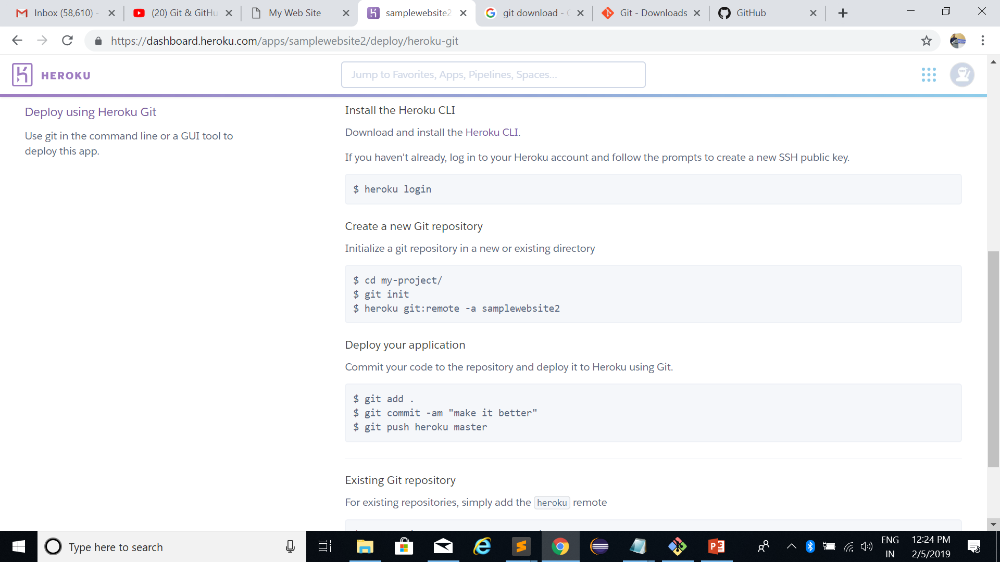 Inbox (58,610) -
(20) Git & GitHu
My Web Site
samplewebsite2
git download - G
Git - Downloads
GitHub
https://dashboard.heroku.com/apps/samplewebsite2/deploy/heroku-git
HEROKU
Jump to Favorites, Apps, Pipelines, Spaces...
Deploy using Heroku Git
Use git in the command line or a GUI tool to
deploy this app.
Install the Heroku CLI
Download and install the Heroku CLI.
If you haven't already, log in to your Heroku account and follow the prompts to create a new SSH public key.
$ heroku login
Create a new Git repository
Initialize a git repository in a new or existing directory
$ cd my-project/
$ git init
$ heroku git:remote -a samplewebsite2
Deploy your application
Commit your code to the repository and deploy it to Heroku using Git.
$ git add .
$ git commit -am "make it better"
$ git push heroku master
Existing Git repository
For existing repositories, simply add the heroku remote
Type here to search
ENG
IN
12:24 PM
2/5/2019